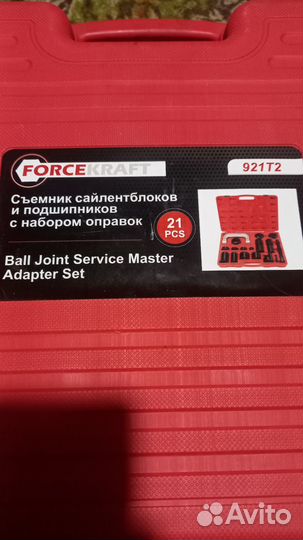 FORCEKRAFT
921T2
Съемник сайлентблоков
и подшипников
с набором оправок
21
PCS
Ball Joint Service Master
Adapter Set
Avito